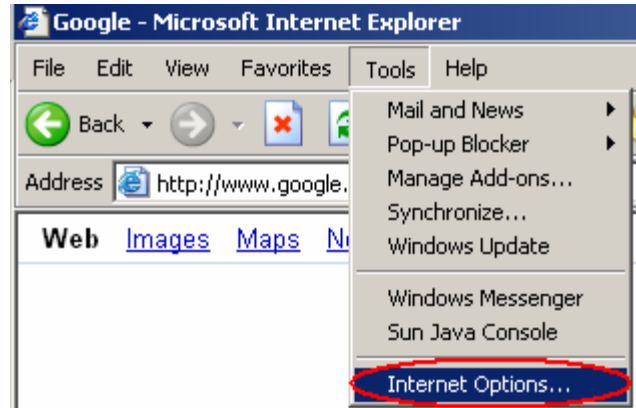 Google - Microsoft Internet Explorer
File Edit View Favorites Tools Help
Back
Address http://www.google.
Web Images Maps
Mail and News
Pop-up Blocker
Manage Add-ons...
Synchronize...
Windows Update
Windows Messenger
Sun Java Console
Internet Options...